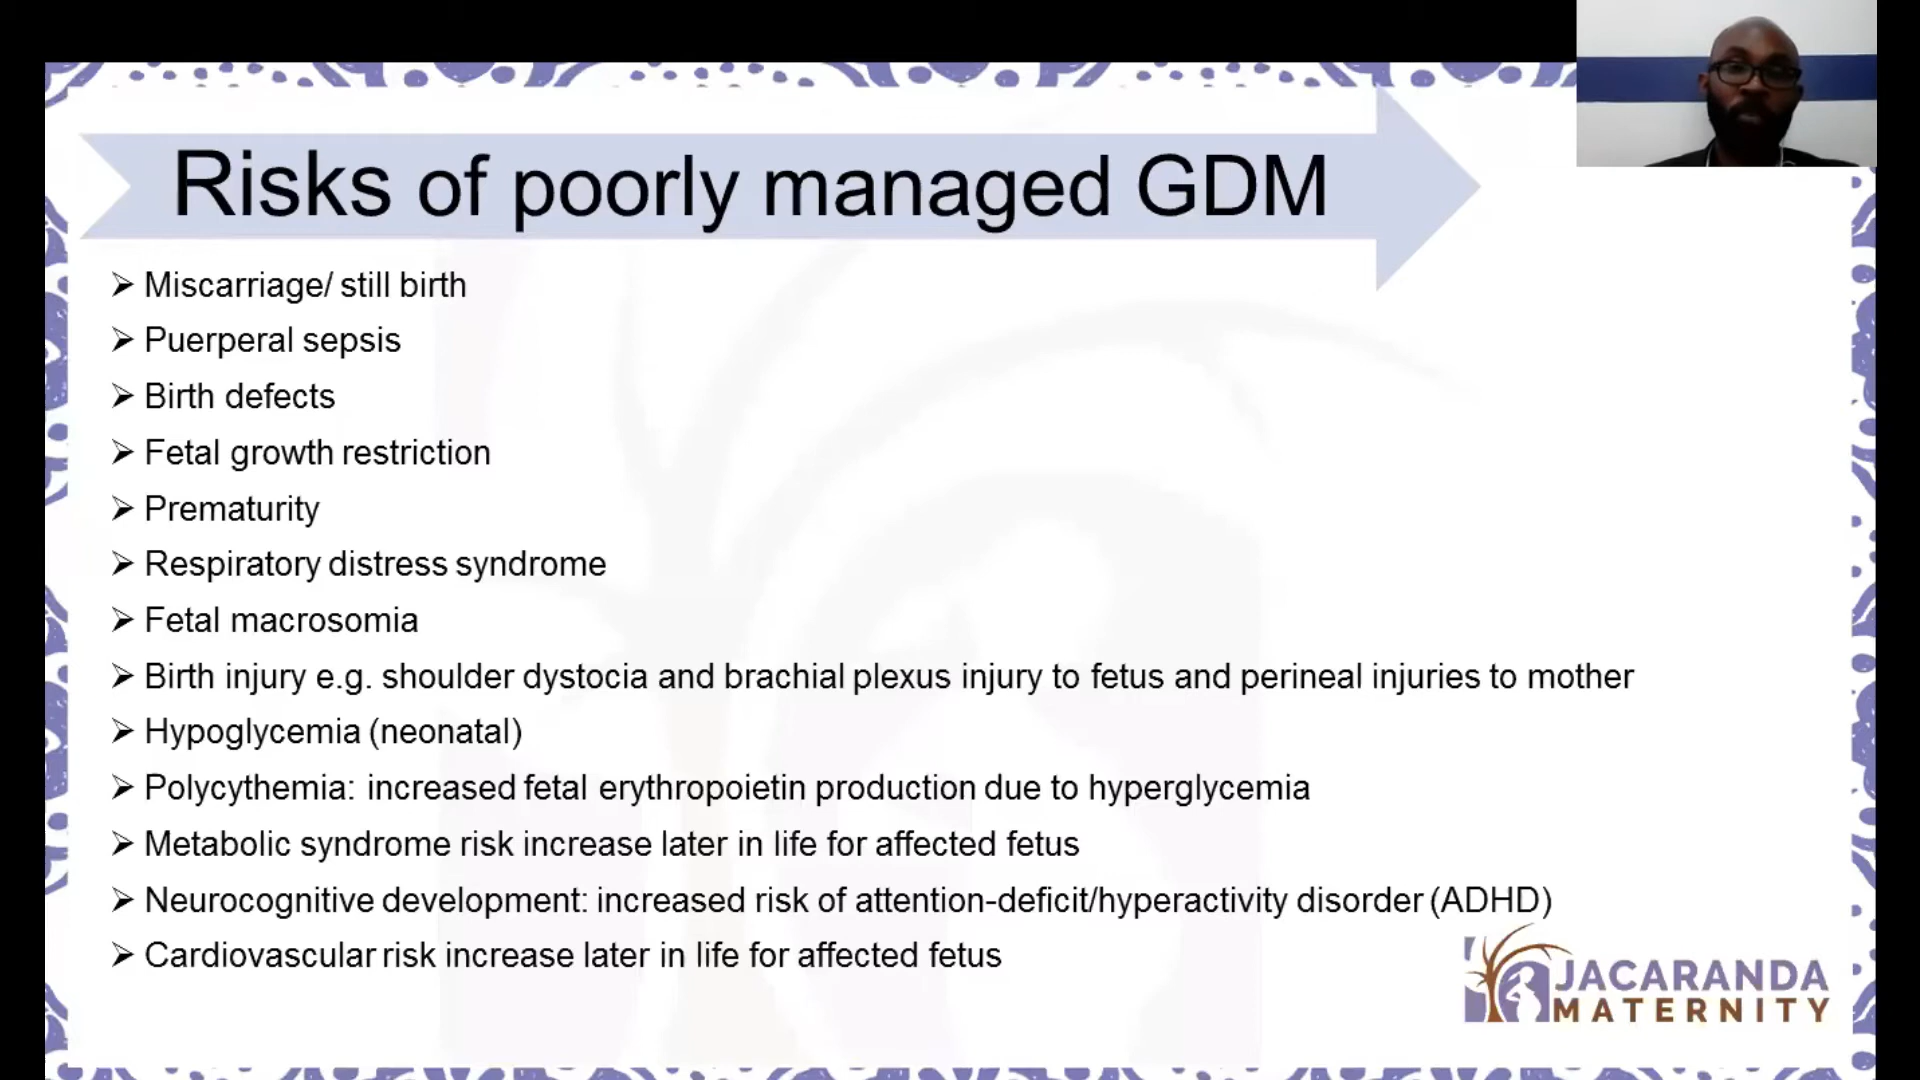 Risks of poorly managed GDM
➢ Miscarriage/ still birth
➢ Puerperal sepsis
➢ Birth defects
➢ Fetal growth restriction
➢ Prematurity
➢ Respiratory distress syndrome
➢ Fetal macrosomia
➢ Birth injury e.g. shoulder dystocia and brachial plexus injury to fetus and perineal injuries to mother
➢ Hypoglycemia (neonatal)
➢ Polycythemia: increased fetal erythropoietin production due to hyperglycemia
➢ Metabolic syndrome risk increase later in life for affected fetus
➢ Neurocognitive development: increased risk of attention-deficit/hyperactivity disorder (ADHD)
➢ Cardiovascular risk increase later in life for affected fetus
JACARANDA
MATERNITY